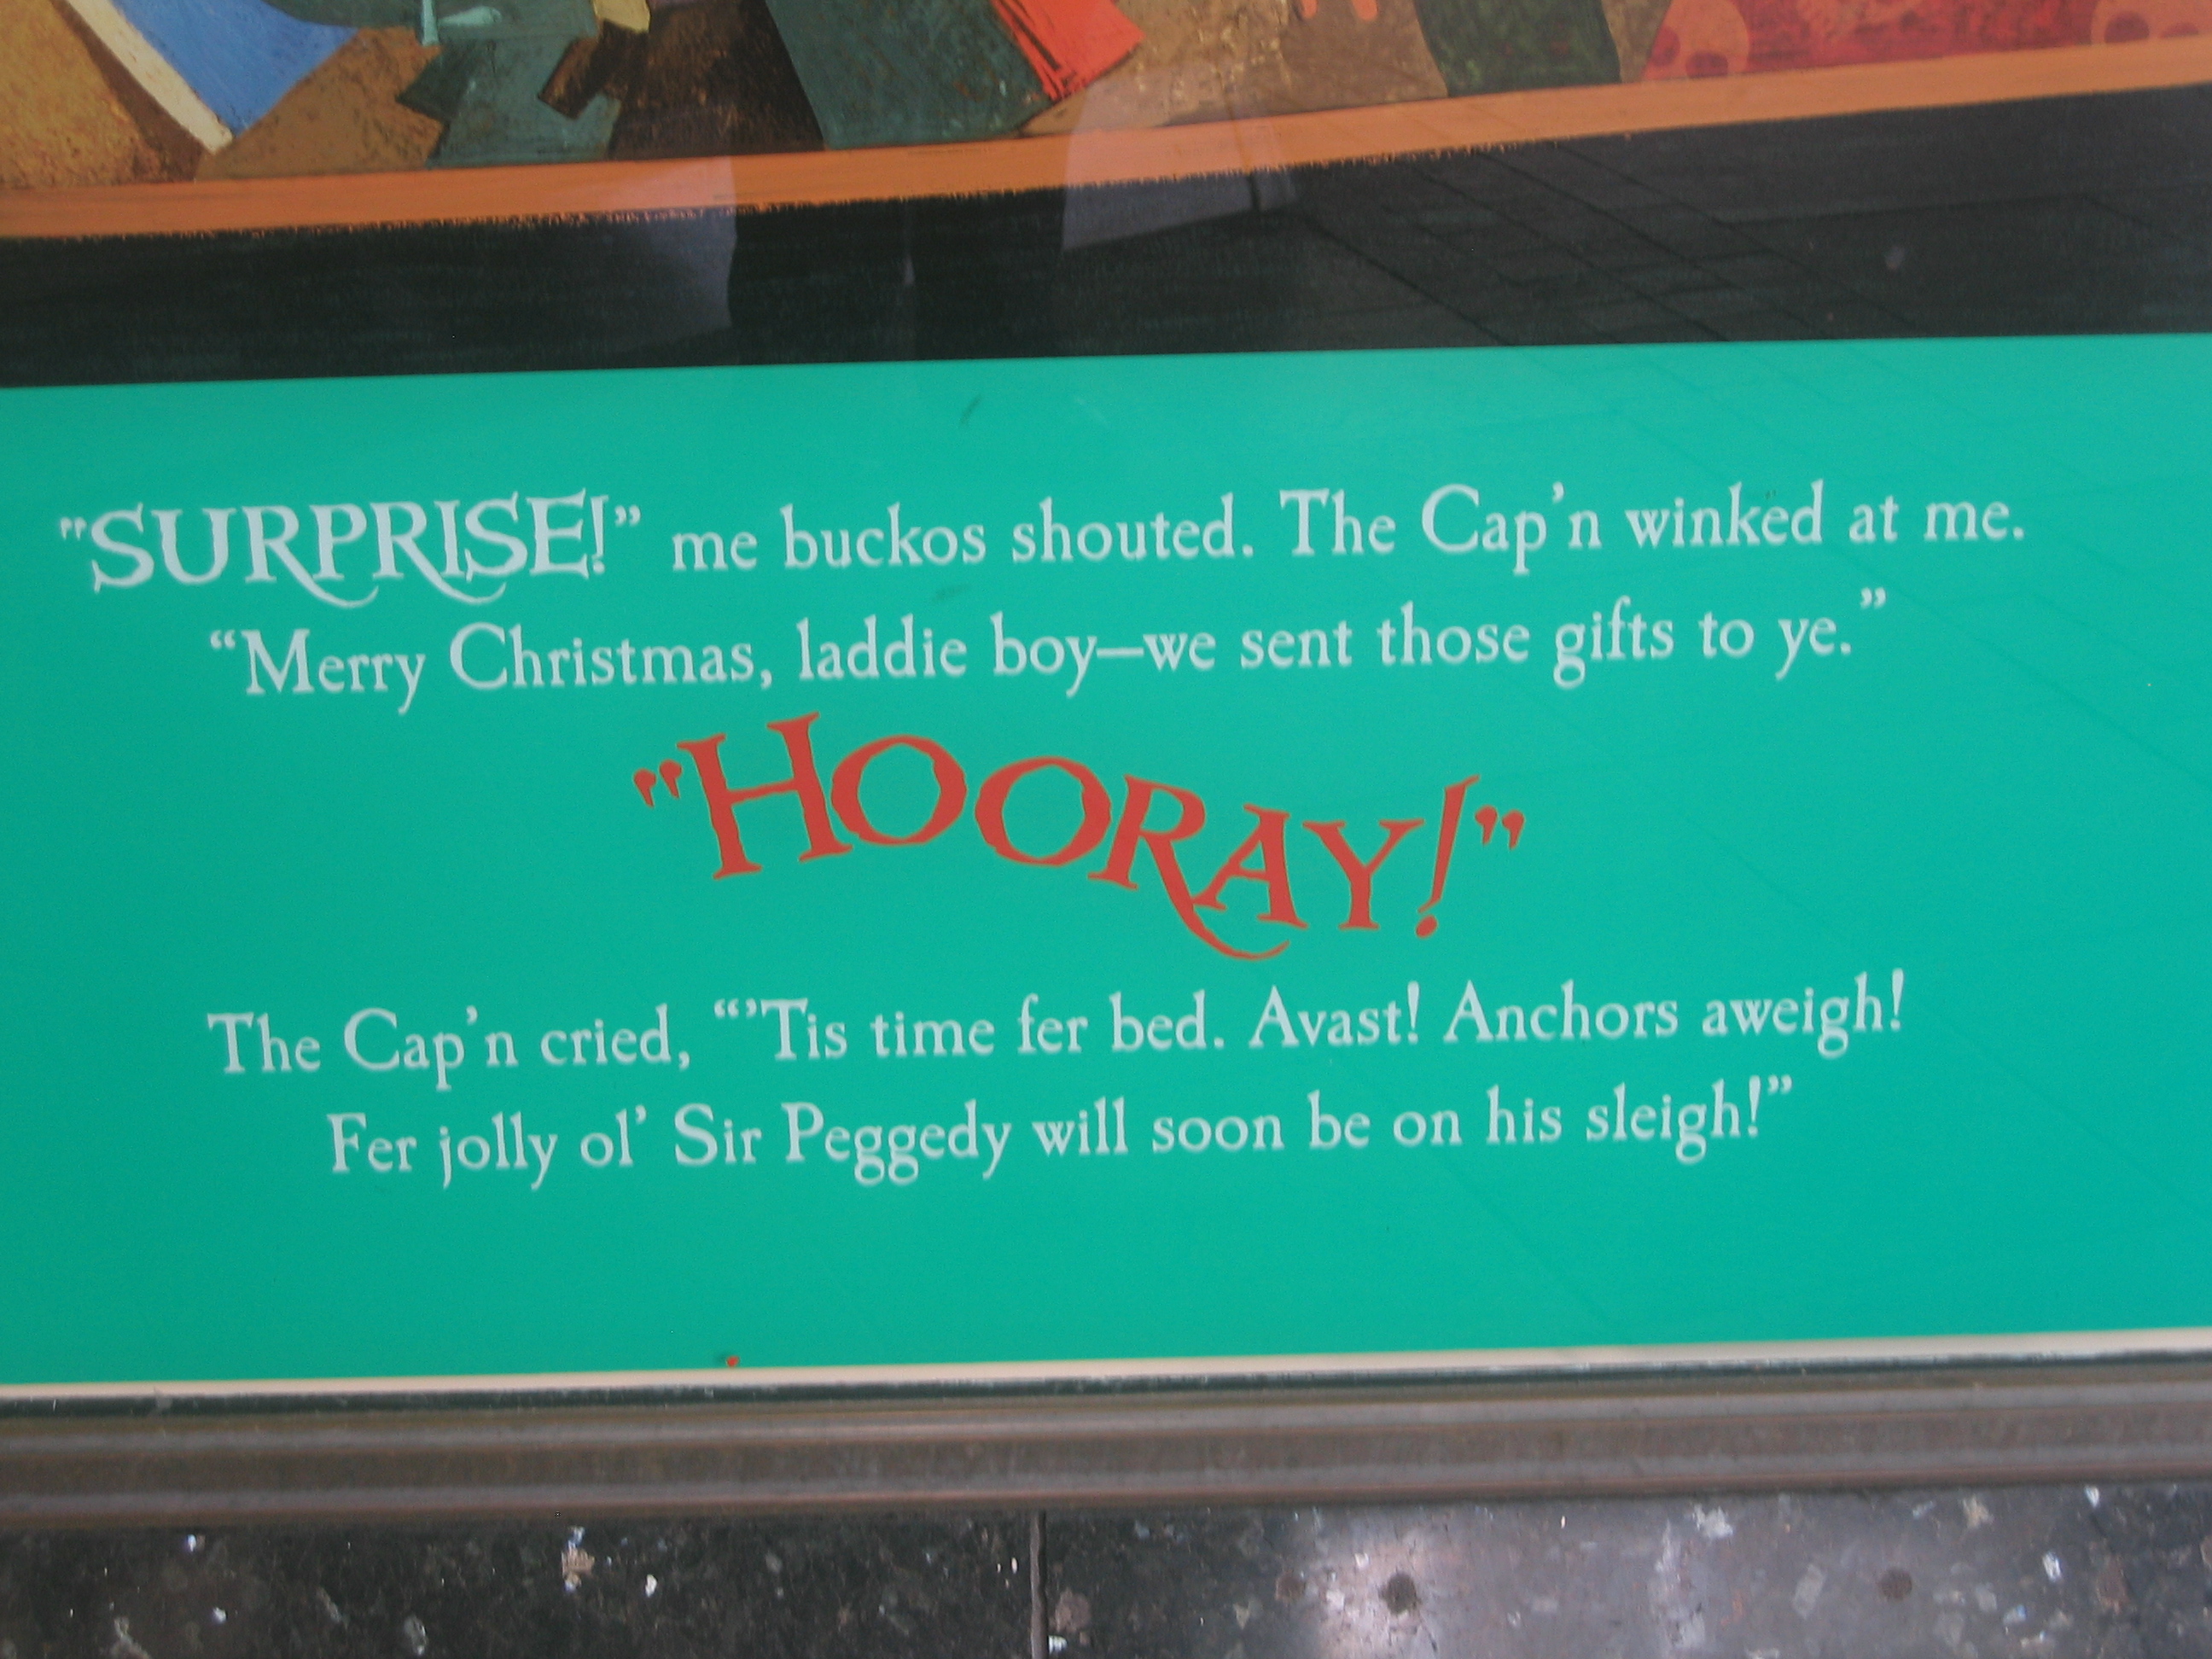 "SURPRISE!” me buckos shouted. The Cap’n winked at me.
“Merry Christmas, laddie boy—we sent those gifts to ye.”
"HOORAY!”
The Cap’n cried, “’Tis time fer bed. Avast! Anchors aweigh!
Fer jolly ol’ Sir Peggedy will soon be on his sleigh!”